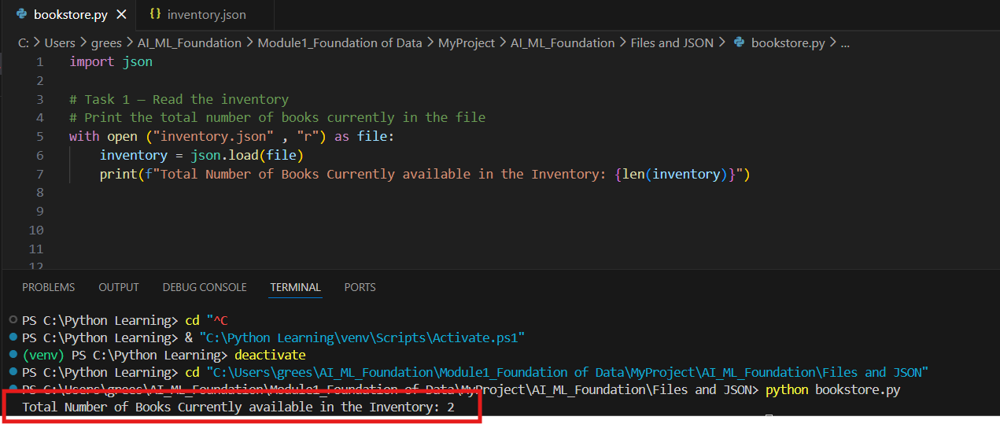 bookstore.py
{} inventory.json
C: > Users > grees > AI_ML_Foundation > Module1_Foundation of Data > MyProject > AI_ML_Foundation > Files and JSON > bookstore.py > ...
1 import json
2
3 # Task 1 – Read the inventory
4 # Print the total number of books currently in the file
5 with open ("inventory.json" , "r") as file:
6     inventory = json.load(file)
7     print(f"Total Number of Books Currently available in the Inventory: {len(inventory)}")
8
9
10
11
12
PROBLEMS OUTPUT DEBUG CONSOLE TERMINAL PORTS
PS C:\Python Learning> cd "^C
PS C:\Python Learning> & "C:\Python Learning\venv\Scripts\Activate.ps1"
(venv) PS C:\Python Learning> deactivate
PS C:\Python Learning> cd "C:\Users\grees\AI_ML_Foundation\Module1_Foundation of Data\MyProject\AI_ML_Foundation\Files and JSON"
PS C:\Users\grees\AI_ML_Foundation\Module1_Foundation of Data\MyProject\AI_ML_Foundation\Files and JSON> python bookstore.py
Total Number of Books Currently available in the Inventory: 2